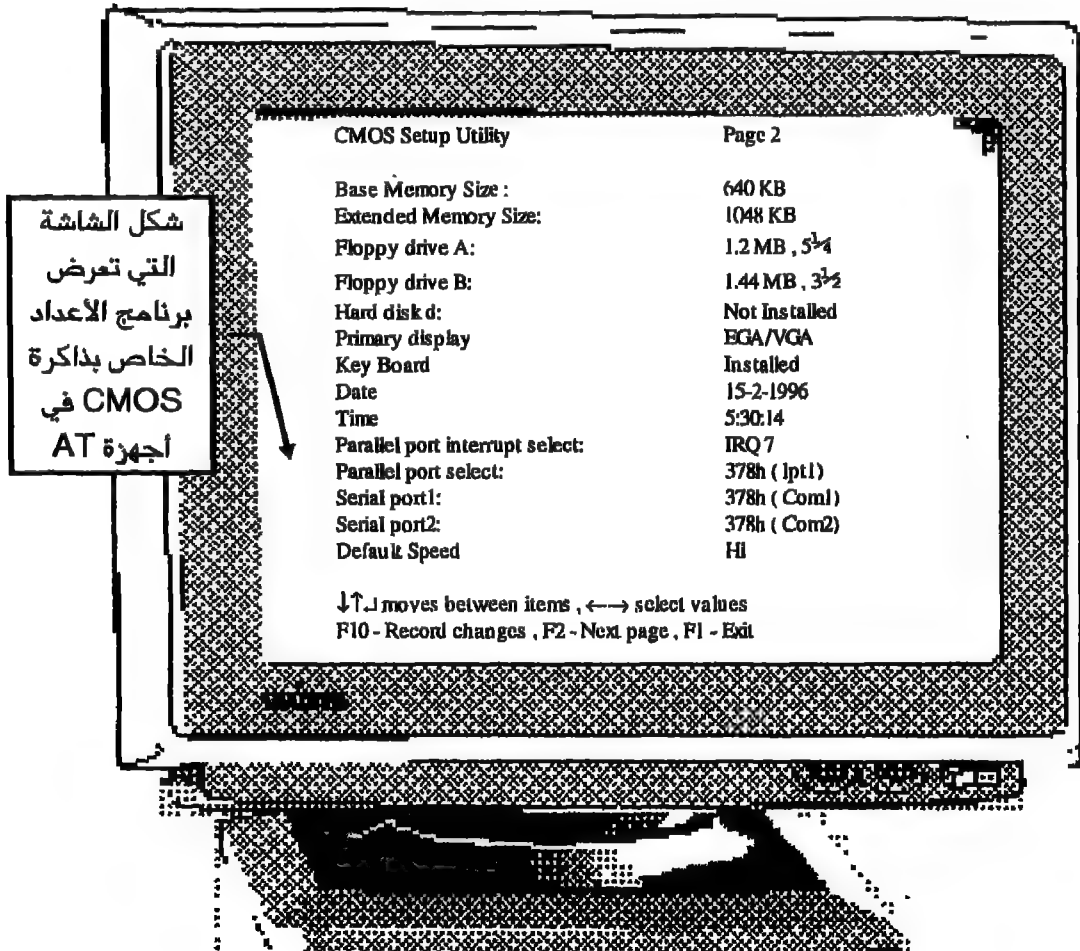 CMOS Setup Utility Page 2
Base Memory Size : 640 KB
Extended Memory Size: 1048 KB
Floppy drive A: 1.2 MB , 5¼
Floppy drive B: 1.44 MB , 3½
Hard disk d: Not Installed
Primary display EGA/VGA
Key Board Installed
Date 15-2-1996
Time 5:30:14
Parallel port interrupt select: IRQ 7
Parallel port select: 378h ( lpt1)
Serial port1: 378h ( Com1)
Serial port2: 378h ( Com2)
Default Speed Hi
↓↑↵ moves between items , ←→ select values
F10 - Record changes , F2 - Next page , F1 - Exit
شكل الشاشة
التي تعرض
برنامج الأعداد
الخاص بذاكرة
CMOS في
أجهزة AT